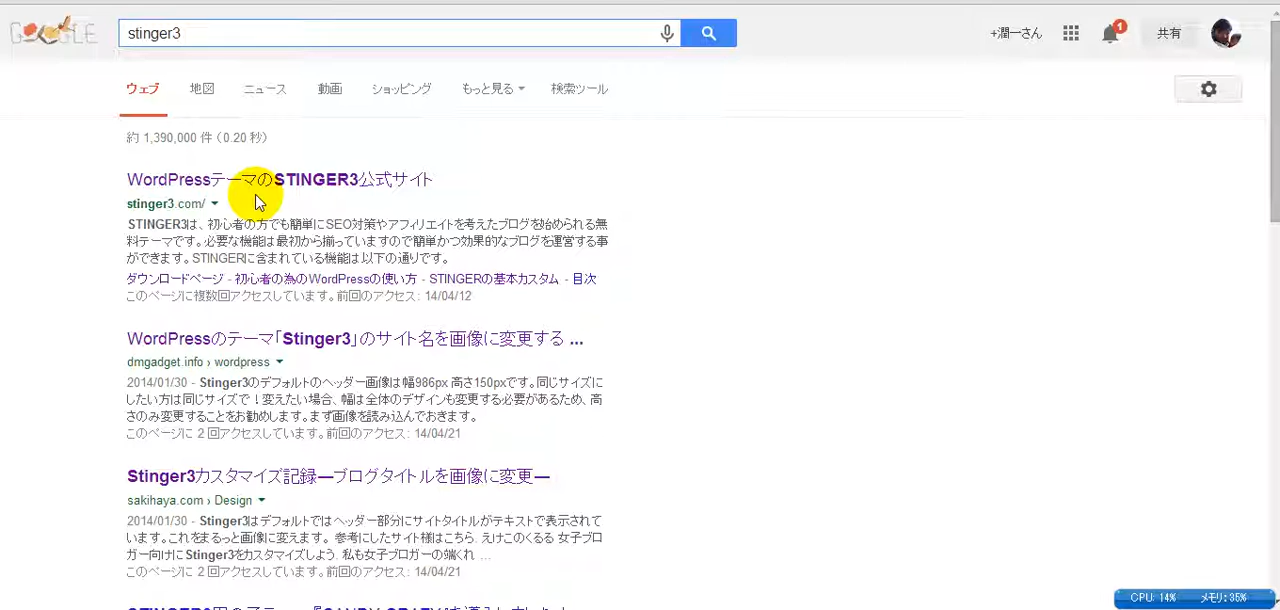 GOOGLE
stinger3
+潤一さん
1
共有
ウェブ 地図 ニュース 動画 ショッピング もっと見る 検索ツール
約 1,390,000 件 (0.20 秒)
WordPressテーマのSTINGER3公式サイト
stinger3.com/
STINGER3は、初心者の方でも簡単にSEO対策やアフィリエイトを考えたブログを始められる無
料テーマです。必要な機能は最初から揃っていますので簡単かつ効果的なブログを運営する事
ができます。STINGERに含まれている機能は以下の通りです。
ダウンロードページ - 初心者の為のWordPressの使い方 - STINGERの基本カスタム - 目次
このページに複数回アクセスしています。前回のアクセス: 14/04/12
WordPressのテーマ「Stinger3」のサイト名を画像に変更する ...
dmgadget.info › wordpress
2014/01/30 - Stinger3のデフォルトのヘッダー画像は幅986px 高さ150pxです。同じサイズに
したい方は同じサイズで！変えたい場合、幅は全体のデザインも変更する必要があるため、高
さのみ変更することをお勧めします。まず画像を読み込んでおきます。
このページに 2 回アクセスしています。前回のアクセス: 14/04/21
Stinger3カスタマイズ記録―ブログタイトルを画像に変更―
sakihaya.com › Design
2014/01/30 - Stinger3はデフォルトではヘッダー部分にサイトタイトルがテキストで表示されて
います。これをまるっと画像に変えます。 参考にしたサイト様はこちら. えけこのくるる 女子ブロ
ガー向けにStinger3をカスタマイズしよう. 私も女子ブロガーの端くれ ...
このページに 2 回アクセスしています。前回のアクセス: 14/04/21
CPU: 14% メモリ: 35%